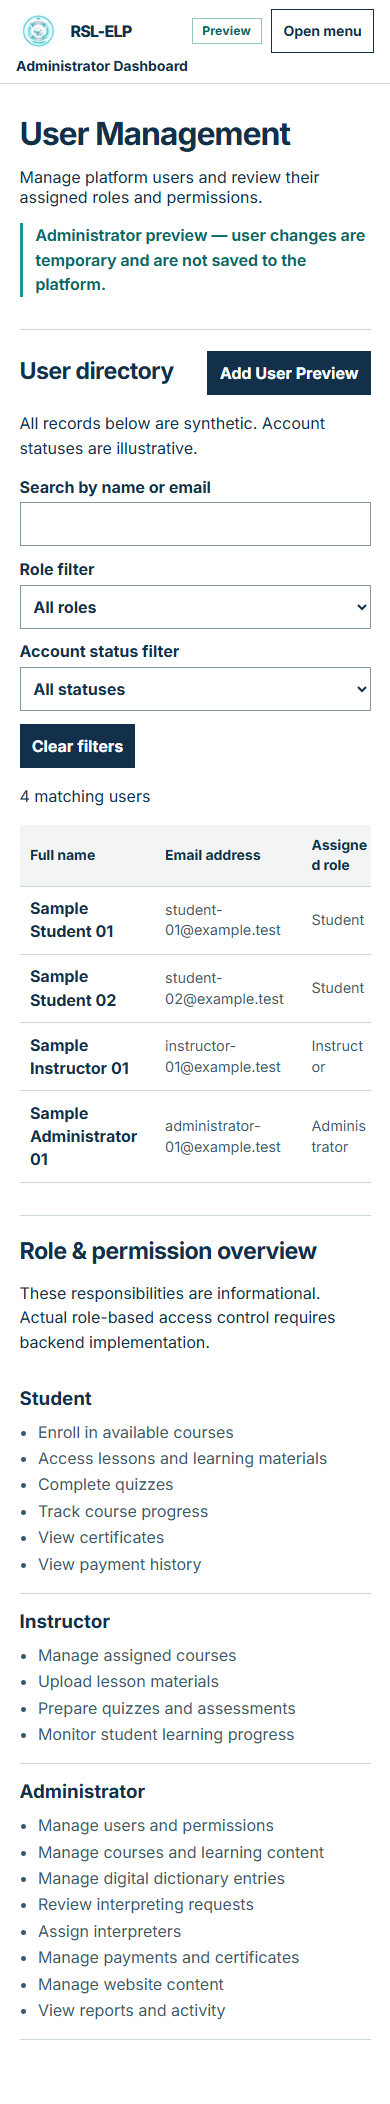 RSL-ELP
Preview
Open menu
Administrator Dashboard
User Management
Manage platform users and review their
assigned roles and permissions.
Administrator preview — user changes are
temporary and are not saved to the
platform.
User directory
Add User Preview
All records below are synthetic. Account
statuses are illustrative.
Search by name or email
Role filter
All roles
Account status filter
All statuses
Clear filters
4 matching users
Full name
Email address
Assigne
d role
Sample
Student 01
student-
01@example.test
Student
Sample
Student 02
student-
02@example.test
Student
Sample
Instructor 01
instructor-
01@example.test
Instruct
or
Sample
Administrator
01
administrator-
01@example.test
Adminis
trator
Role & permission overview
These responsibilities are informational.
Actual role-based access control requires
backend implementation.
Student
• Enroll in available courses
• Access lessons and learning materials
• Complete quizzes
• Track course progress
• View certificates
• View payment history
Instructor
• Manage assigned courses
• Upload lesson materials
• Prepare quizzes and assessments
• Monitor student learning progress
Administrator
• Manage users and permissions
• Manage courses and learning content
• Manage digital dictionary entries
• Review interpreting requests
• Assign interpreters
• Manage payments and certificates
• Manage website content
• View reports and activity